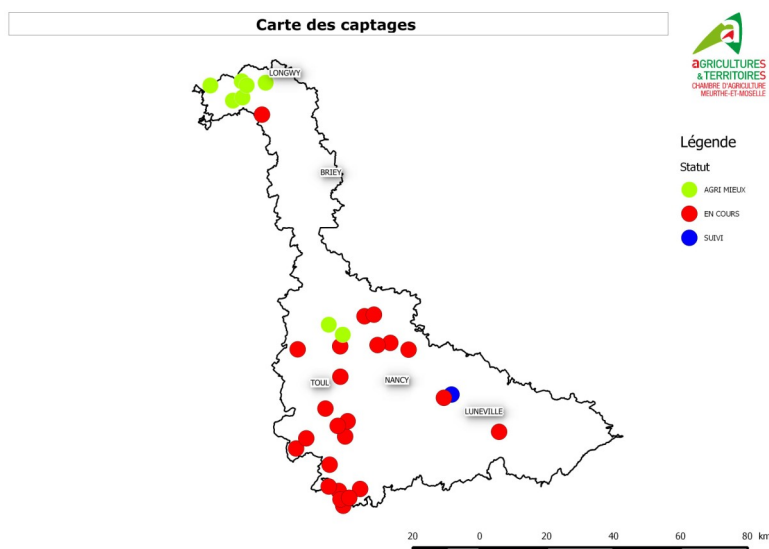 Carte des captages
AGRICULTURES
& TERRITOIRES
CHAMBRE D'AGRICULTURE
MEURTHE-ET-MOSELLE
LONGWY
BRIEY
Légende
Statut
AGRI MIEUX
EN COURS
SUIVI
TOUL
NANCY
LUNEVILLE
20 0 20 40 60 80 km